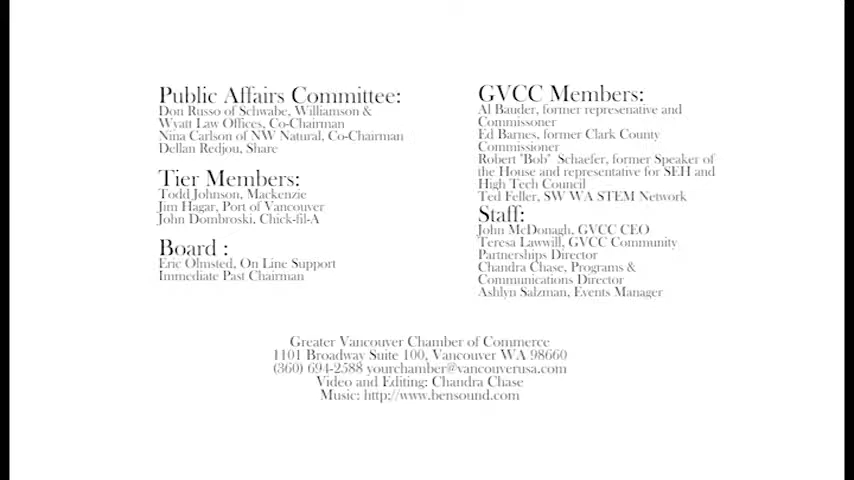 Public Affairs Committee:
Don Russo of Schwabe, Williamson &
Wyatt Law Offices, Co-Chairman
Nina Carlson of NW Natural, Co-Chairman
Dellan Redjou, Share
Tier Members:
Todd Johnson, Mackenzie
Jim Hagar, Port of Vancouver
John Dombroski, Chick-fil-A
Board :
Eric Olmsted, On Line Support
Immediate Past Chairman
GVCC Members:
Al Bauder, former represenative and
Commissoner
Ed Barnes, former Clark County
Commissioner
Robert "Bob" Schaefer, former Speaker of
the House and representative for SEH and
High Tech Council
Ted Feller, SW WA STEM Network
Staff:
John McDonagh, GVCC CEO
Teresa Lawwill, GVCC Community
Partnerships Director
Chandra Chase, Programs &
Communications Director
Ashlyn Salzman, Events Manager
Greater Vancouver Chamber of Commerce
1101 Broadway Suite 100, Vancouver WA 98660
(360) 694-2588 yourchamber@vancouverusa.com
Video and Editing: Chandra Chase
Music: http://www.bensound.com